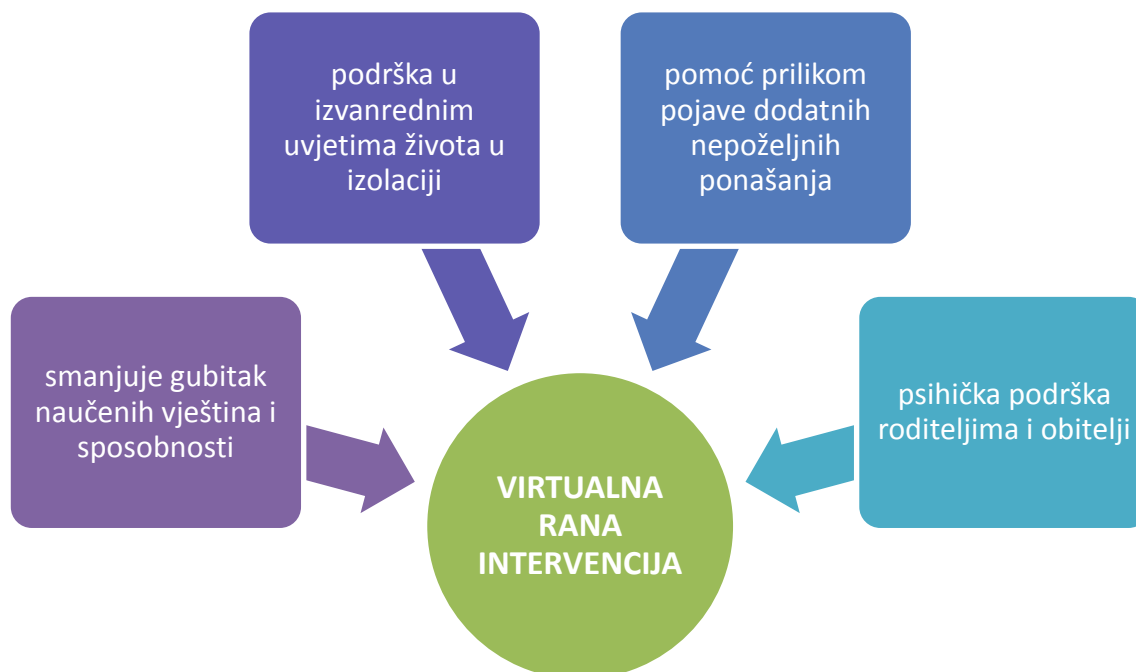 podrška u
izvanrednim
uvjetima života u
izolaciji
pomoć prilikom
pojave dodatnih
nepoželjnih
ponašanja
smanjuje gubitak
naučenih vještina i
sposobnosti
psihička podrška
roditeljima i obitelji
VIRTUALNA
RANA
INTERVENCIJA